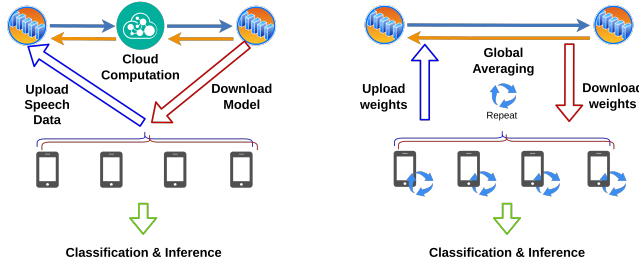 Cloud
Computation
Upload
Speech
Data
Download
Model
Classification & Inference
Global
Averaging
Upload
weights
Repeat
Download
weights
Classification & Inference